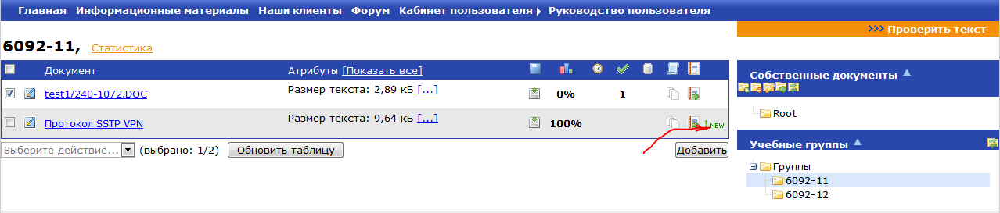 Главная Информационные материалы Наши клиенты Форум Кабинет пользователя Руководство пользователя
>>> Проверить текст
6092-11, Статистика
Документ Атрибуты [Показать все]
test1/240-1072.DOC Размер текста: 2,89 кБ [...] 0% 1
Протокол SSTP VPN Размер текста: 9,64 кБ [...] 100% ! NEW
Выберите действие... (выбрано: 1/2) Обновить таблицу Добавить
Собственные документы
Root
Учебные группы
Группы
6092-11
6092-12